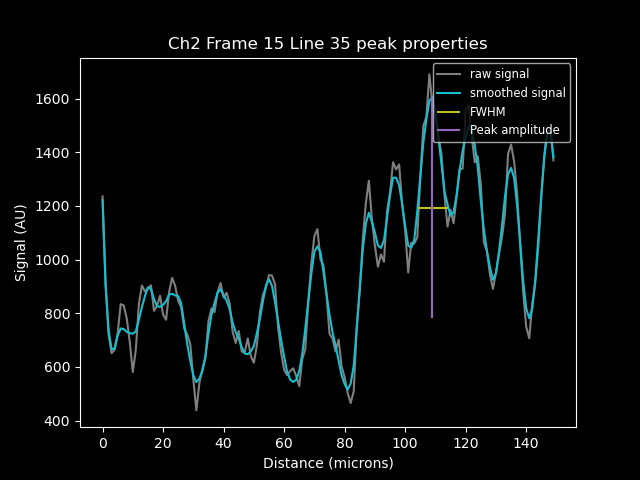 Ch2 Frame 15 Line 35 peak properties
raw signal
smoothed signal
FWHM
Peak amplitude
Signal (AU)
1600
1400
1200
1000
800
600
400
0 20 40 60 80 100 120 140
Distance (microns)